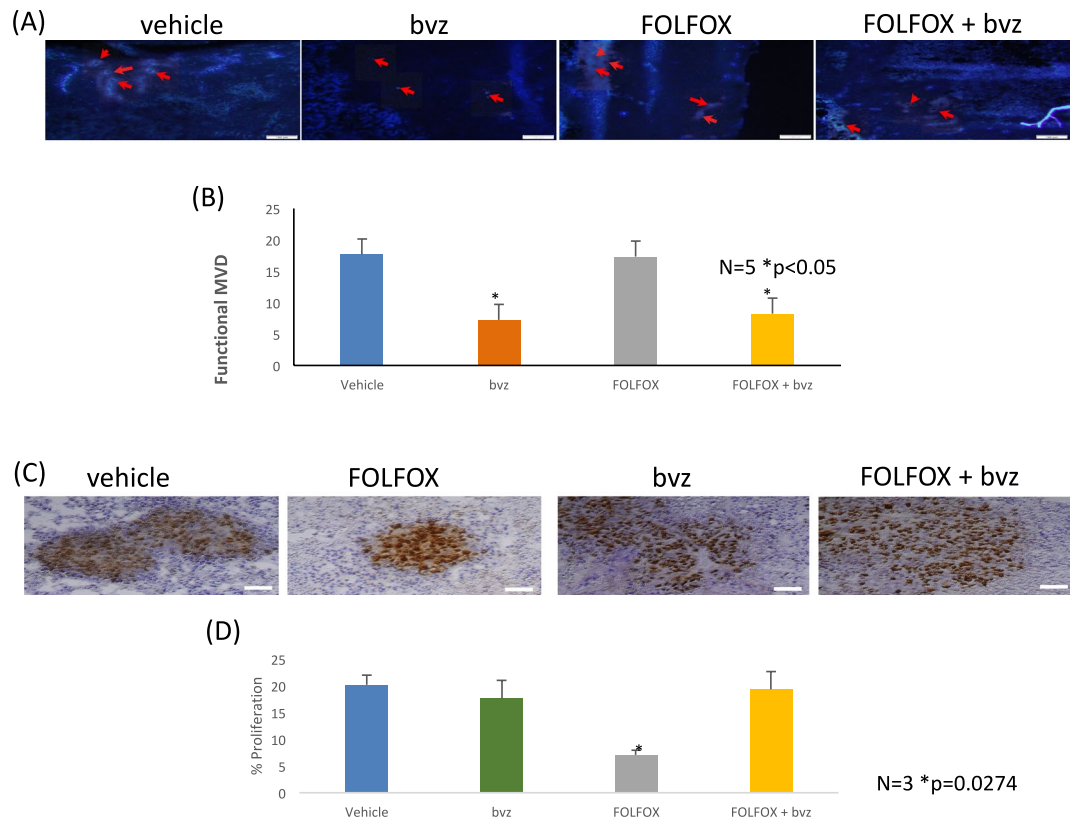 (A)
vehicle bvz FOLFOX FOLFOX + bvz
(B)
Functional MVD
25
20
15
10
5
0
N=5 *p<0.05
*
*
Vehicle bvz FOLFOX FOLFOX + bvz
(C)
vehicle FOLFOX bvz FOLFOX + bvz
(D)
% Proliferation
25
20
15
10
5
0
*
N=3 *p=0.0274
Vehicle bvz FOLFOX FOLFOX + bvz